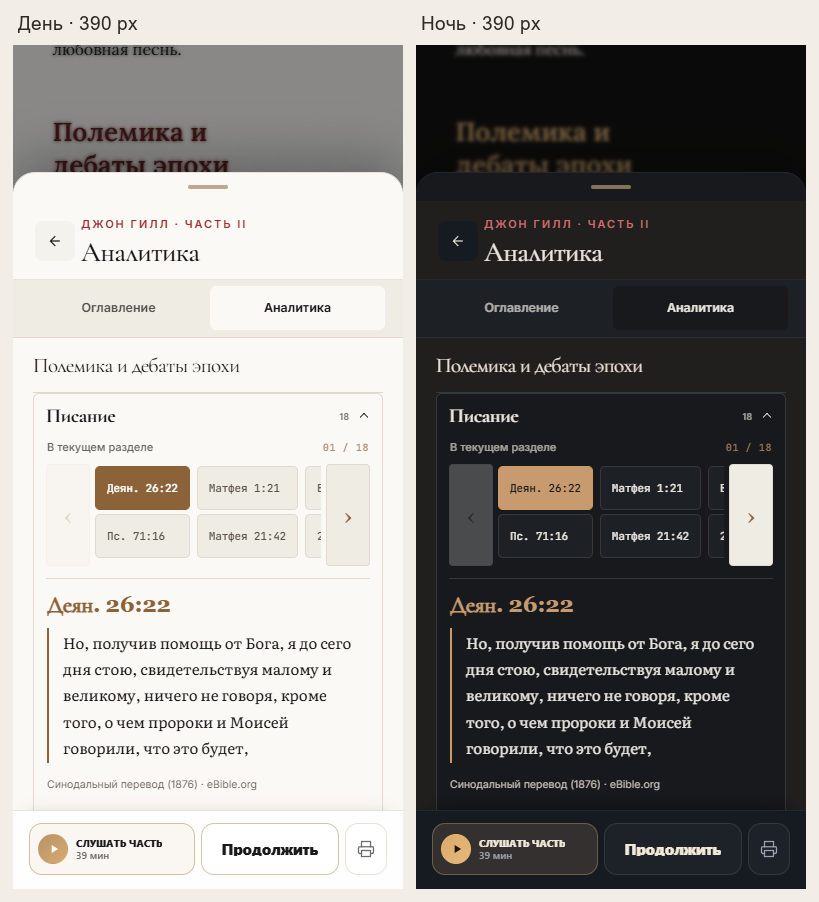 День · 390 px
любовная песнь.
Полемика и
дебаты эпохи
ДЖОН ГИЛЛ · ЧАСТЬ II
Аналитика
Оглавление
Аналитика
Полемика и дебаты эпохи
Писание
18
В текущем разделе
01 / 18
Деян. 26:22
Матфея 1:21
Пс. 71:16
Матфея 21:42
Деян. 26:22
Но, получив помощь от Бога, я до сего
дня стою, свидетельствуя малому и
великому, ничего не говоря, кроме
того, о чем пророки и Моисей
говорили, что это будет,
Синодальный перевод (1876) · eBible.org
СЛУШАТЬ ЧАСТЬ
39 мин
Продолжить
Ночь · 390 px
любовная песнь.
Полемика и
дебаты эпохи
ДЖОН ГИЛЛ · ЧАСТЬ II
Аналитика
Оглавление
Аналитика
Полемика и дебаты эпохи
Писание
18
В текущем разделе
01 / 18
Деян. 26:22
Матфея 1:21
Пс. 71:16
Матфея 21:42
Деян. 26:22
Но, получив помощь от Бога, я до сего
дня стою, свидетельствуя малому и
великому, ничего не говоря, кроме
того, о чем пророки и Моисей
говорили, что это будет,
Синодальный перевод (1876) · eBible.org
СЛУШАТЬ ЧАСТЬ
39 мин
Продолжить